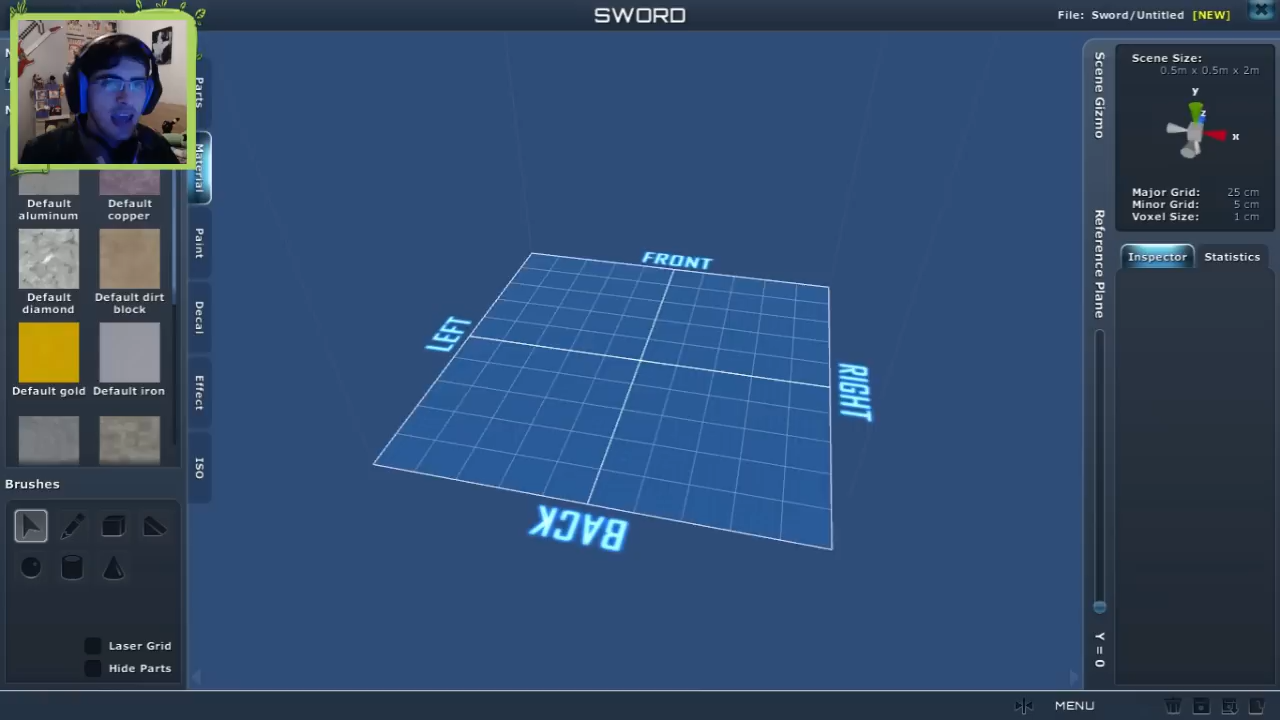 SWORD
File: Sword/Untitled [NEW]
Parts
Material
Paint
Decal
Effect
ISO
Default aluminum
Default copper
Default diamond
Default dirt block
Default gold
Default iron
Brushes
Laser Grid
Hide Parts
FRONT
LEFT
RIGHT
BACK
Scene Gizmo
Reference Plane
Y = 0
Scene Size:
0.5m x 0.5m x 2m
y
z
x
Major Grid: 25 cm
Minor Grid: 5 cm
Voxel Size: 1 cm
Inspector
Statistics
MENU